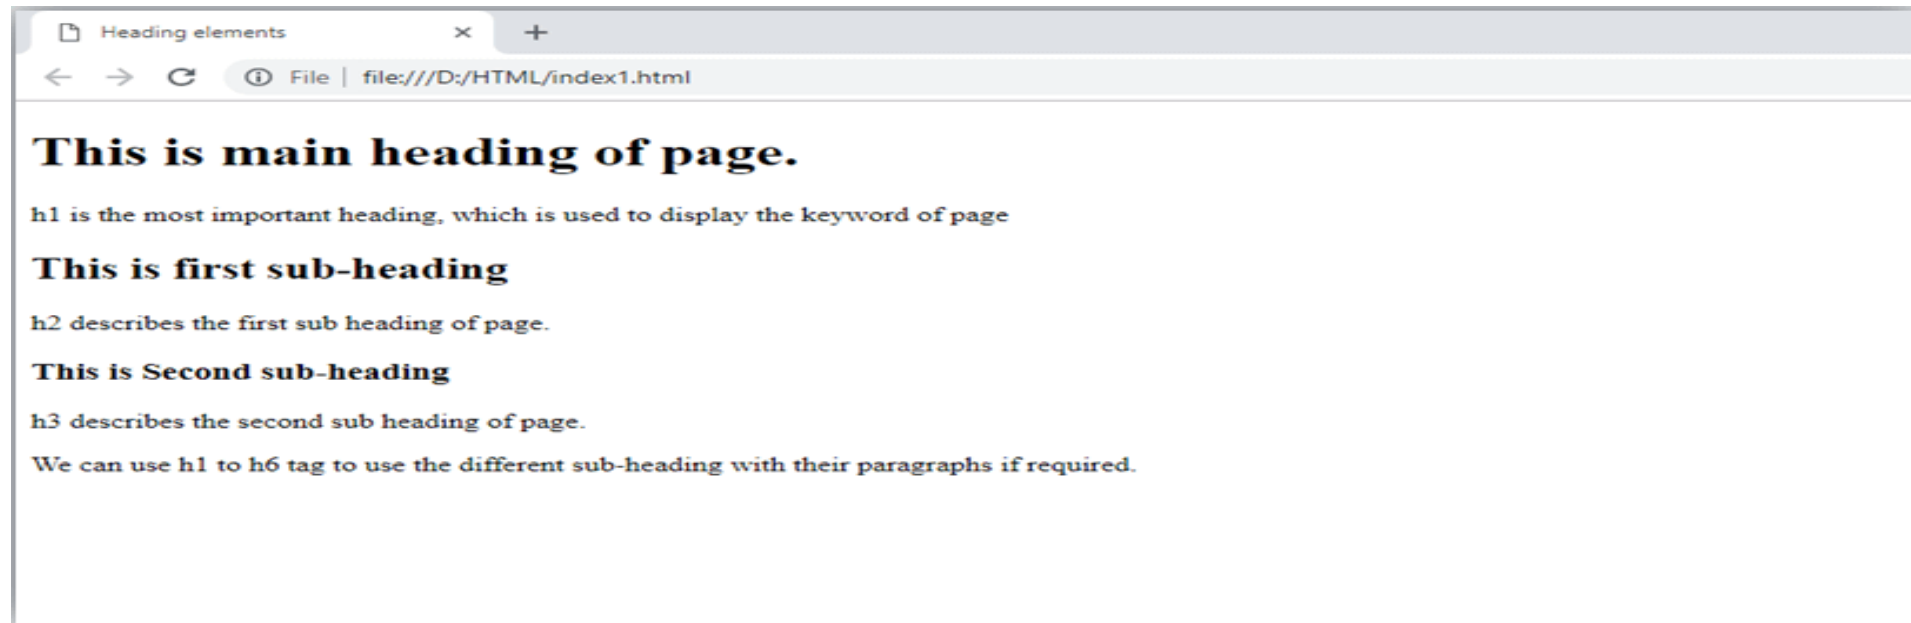 Heading elements
File | file:///D:/HTML/index1.html
This is main heading of page.
h1 is the most important heading, which is used to display the keyword of page
This is first sub-heading
h2 describes the first sub heading of page.
This is Second sub-heading
h3 describes the second sub heading of page.
We can use h1 to h6 tag to use the different sub-heading with their paragraphs if required.